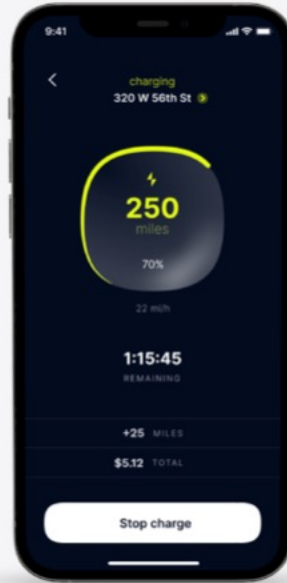 9:41
charging
320 W 56th St
250
miles
70%
22 mi/h
1:15:45
REMAINING
+25 MILES
$5.12 TOTAL
Stop charge